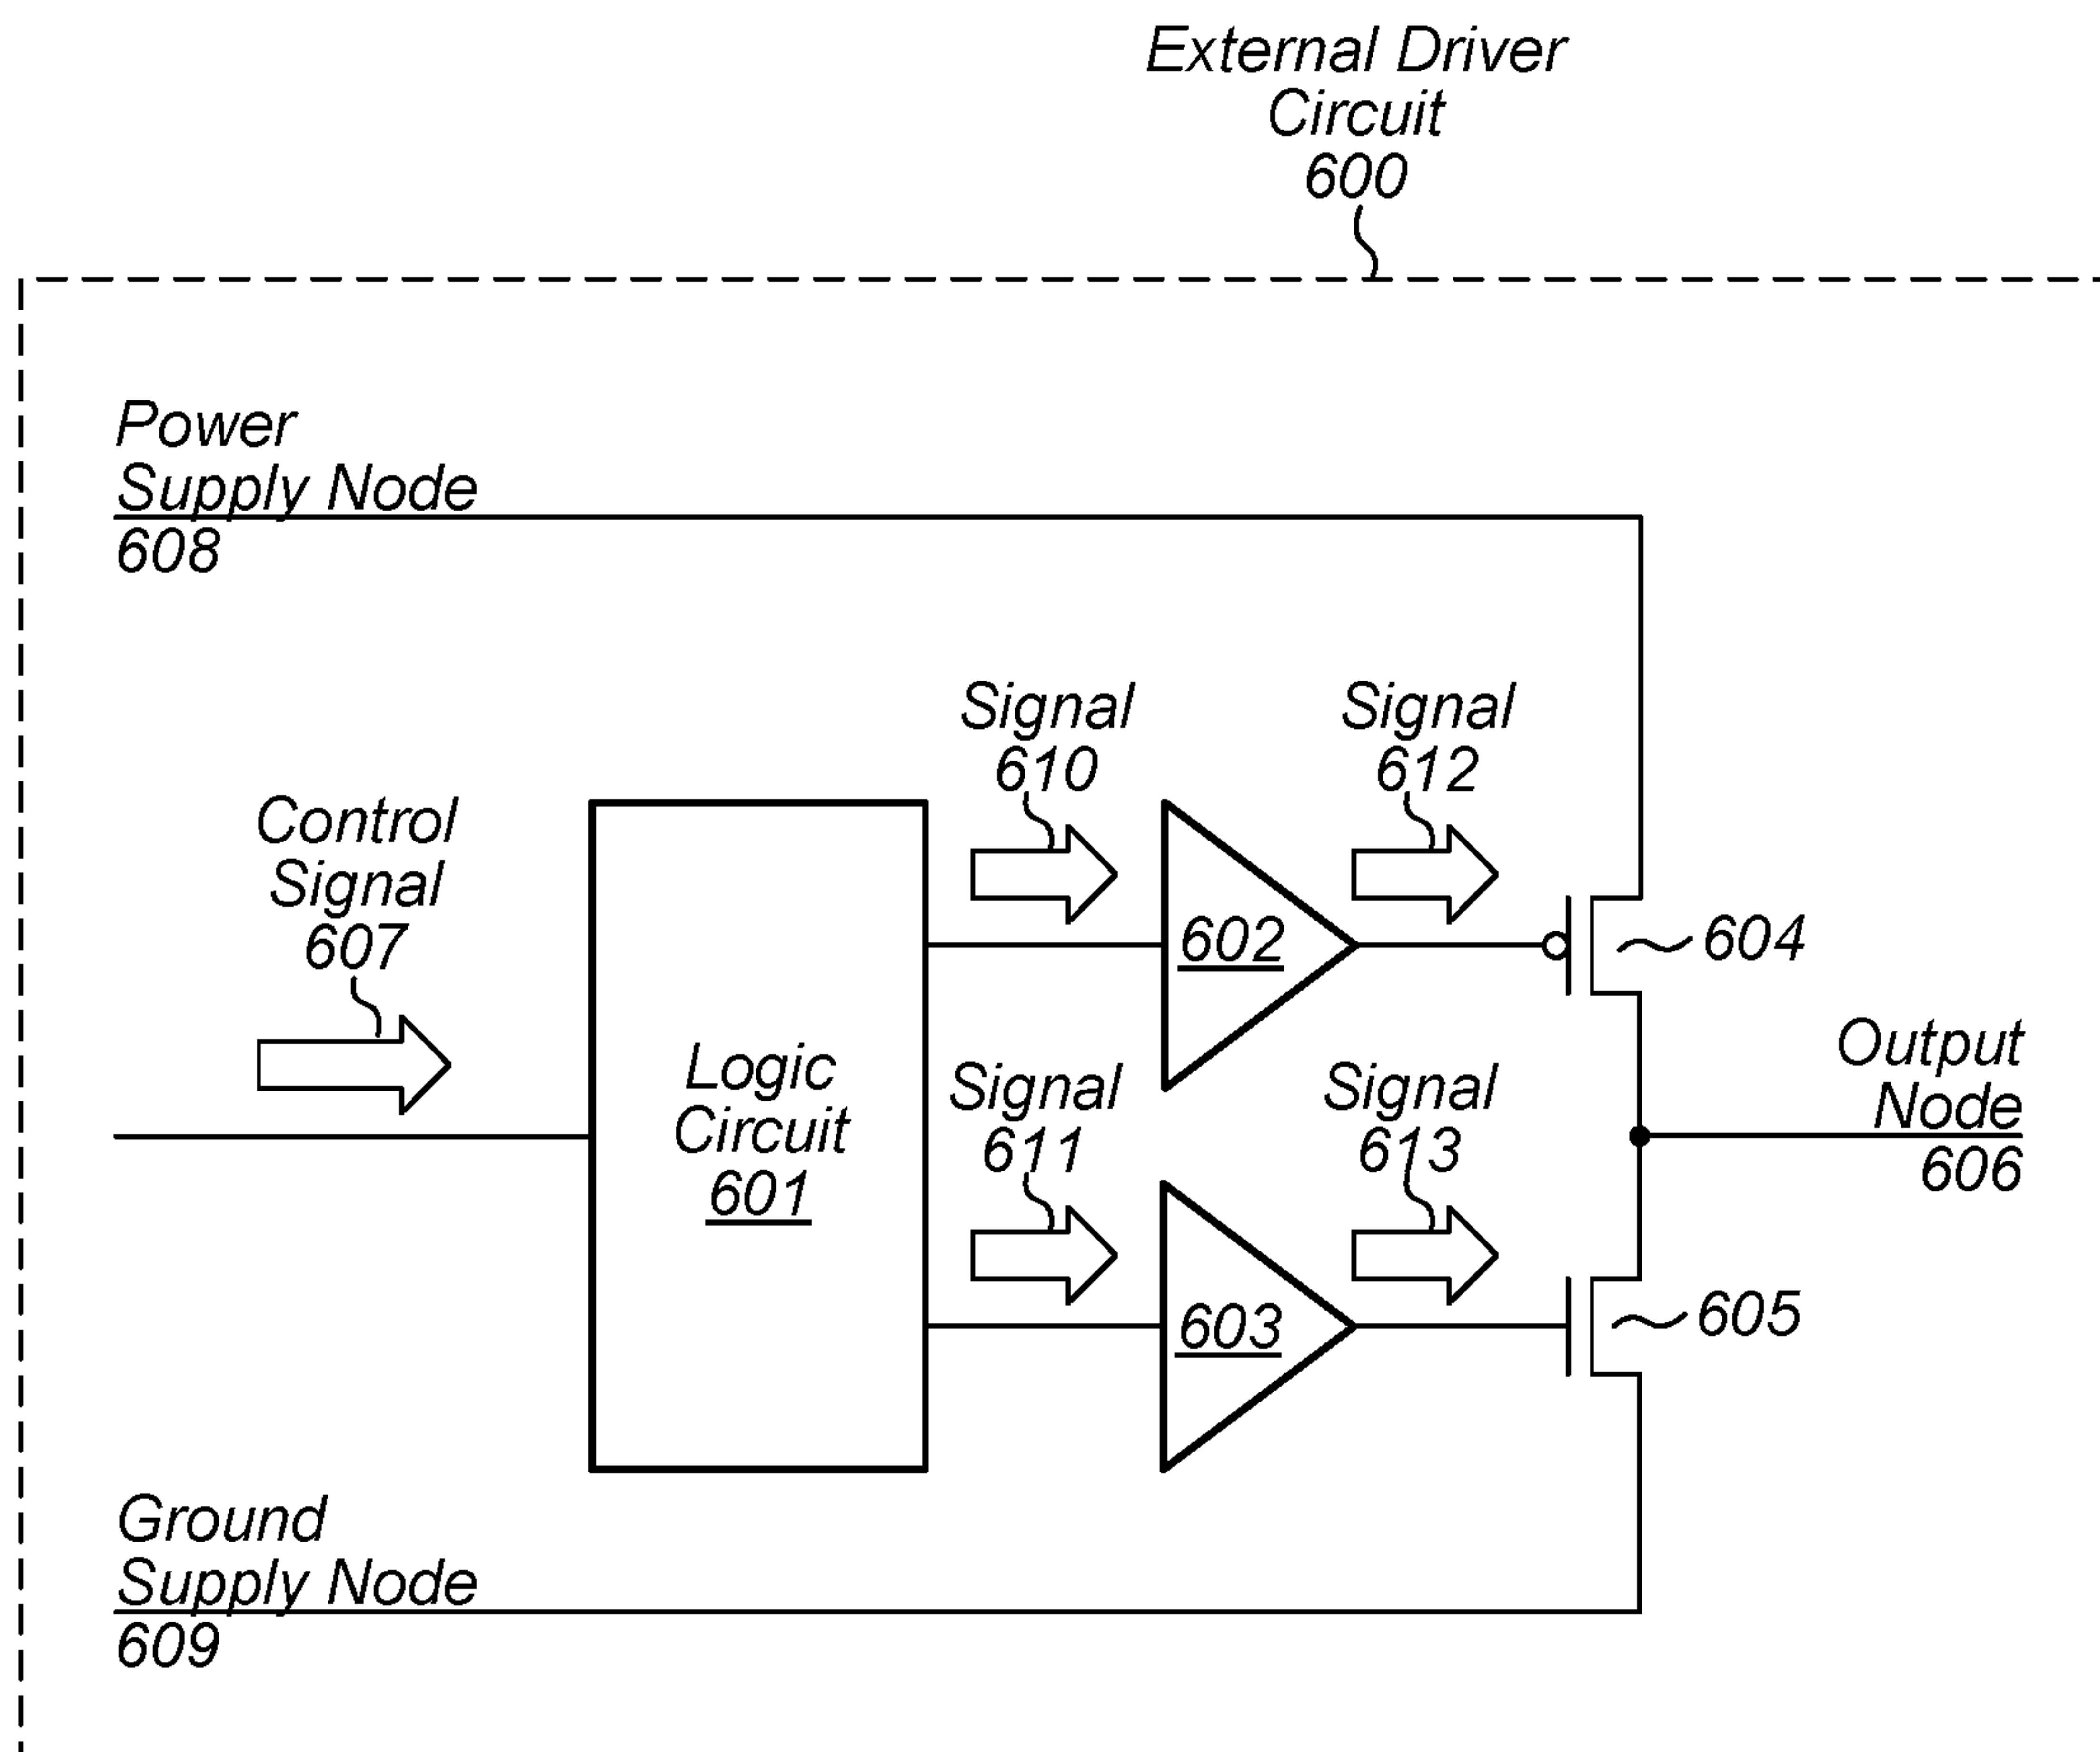 External Driver
Circuit
600
Power
Supply Node
608
Signal
610
Signal
612
Control
Signal
607
602
604
Logic
Circuit
601
Signal
611
Signal
613
Output
Node
606
603
605
Ground
Supply Node
609